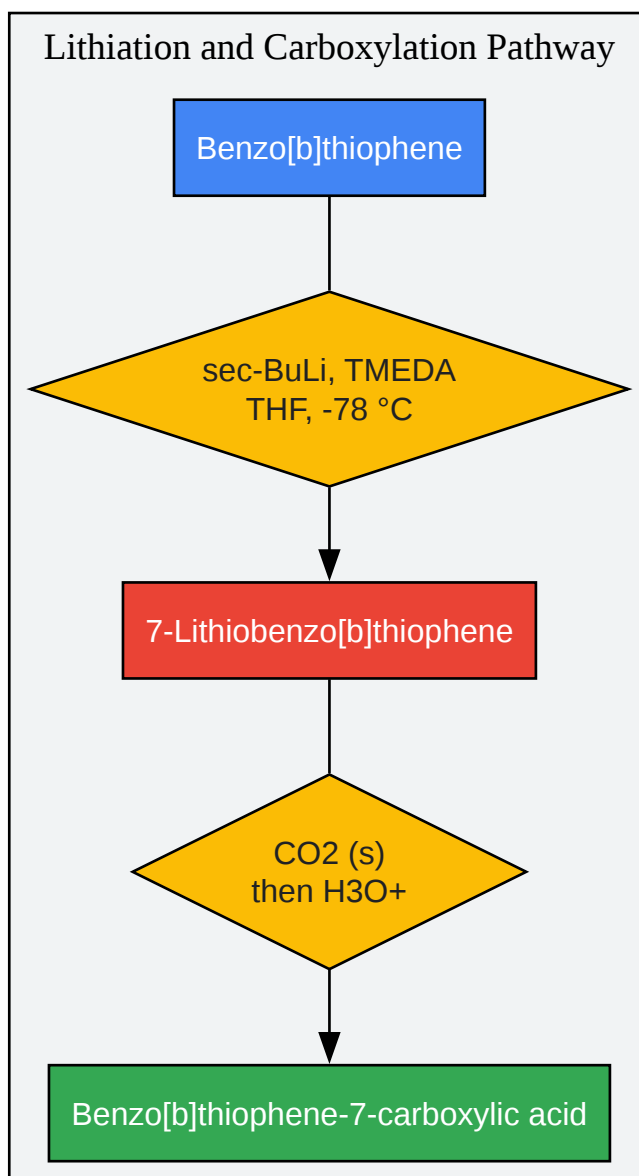 Lithiation and Carboxylation Pathway
Benzo[b]thiophene
sec-BuLi, TMEDA
THF, -78 °C
7-Lithiobenzo[b]thiophene
CO2 (s)
then H3O+
Benzo[b]thiophene-7-carboxylic acid